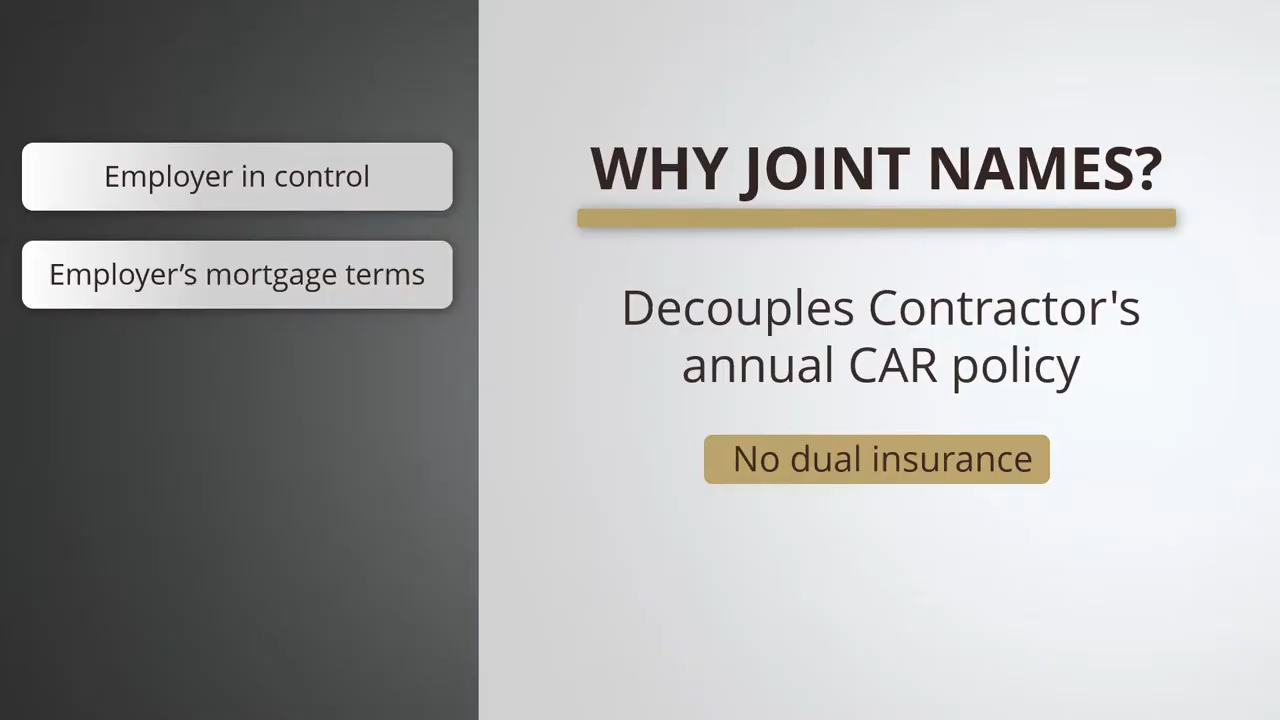 Employer in control
Employer’s mortgage terms
WHY JOINT NAMES?
Decouples Contractor's
annual CAR policy
No dual insurance